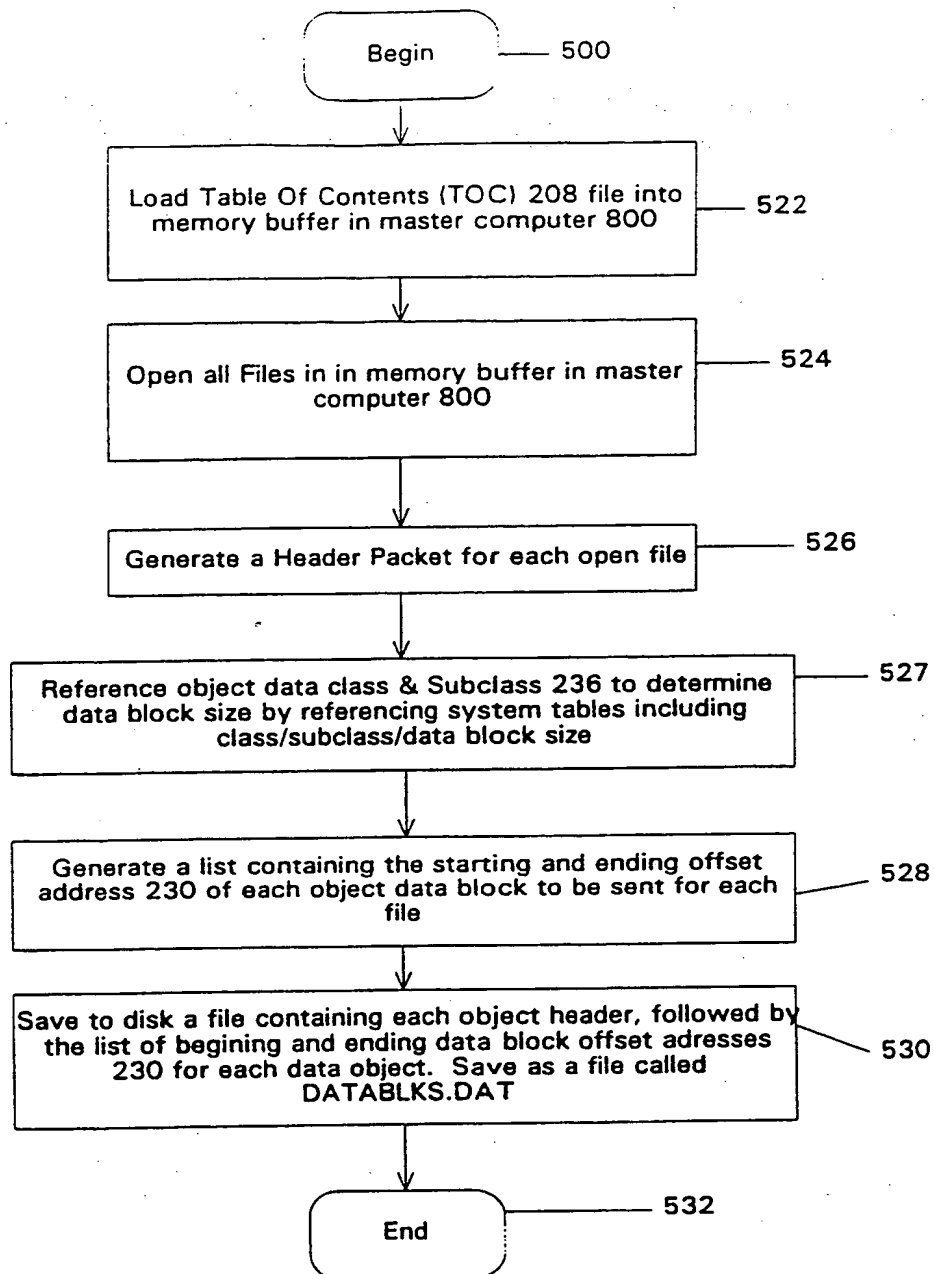 Begin
500
Load Table Of Contents (TOC) 208 file into
memory buffer in master computer 800
522
Open all Files in in memory buffer in master
computer 800
524
Generate a Header Packet for each open file
526
Reference object data class & Subclass 236 to determine
data block size by referencing system tables including
class/subclass/data block size
527
Generate a list containing the starting and ending offset
address 230 of each object data block to be sent for each
file
528
Save to disk a file containing each object header, followed by
the list of begining and ending data block offset adresses
230 for each data object. Save as a file called
DATABLKS.DAT
530
End
532